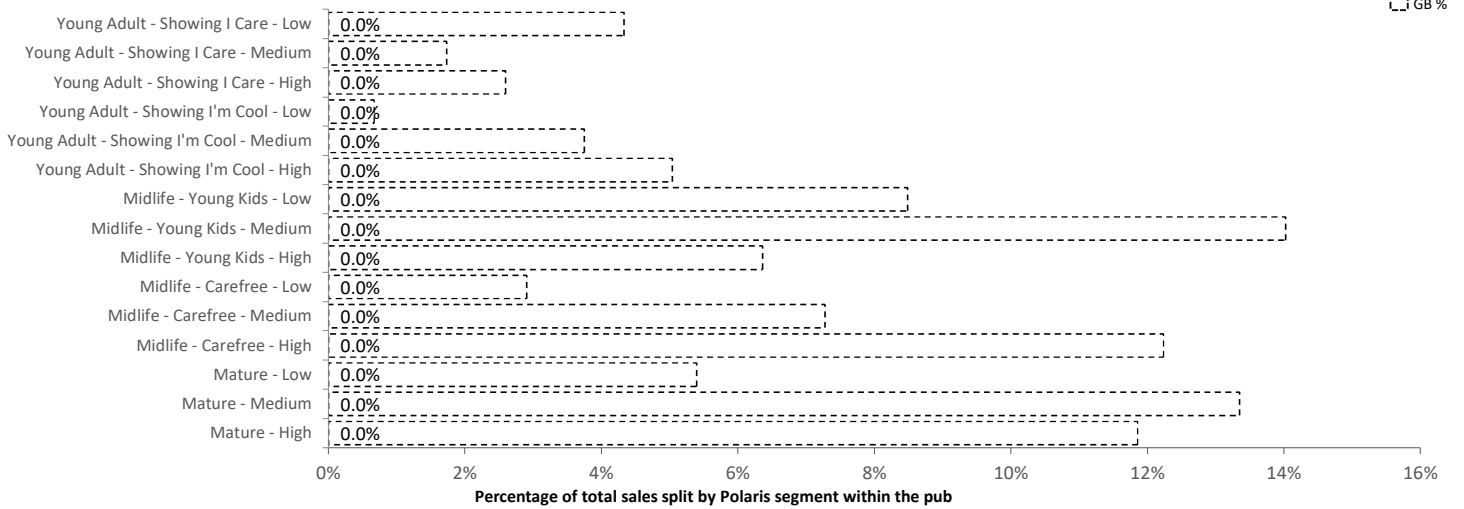 GB %
Young Adult - Showing I Care - Low 0.0%
Young Adult - Showing I Care - Medium 0.0%
Young Adult - Showing I Care - High 0.0%
Young Adult - Showing I'm Cool - Low 0.0%
Young Adult - Showing I'm Cool - Medium 0.0%
Young Adult - Showing I'm Cool - High 0.0%
Midlife - Young Kids - Low 0.0%
Midlife - Young Kids - Medium 0.0%
Midlife - Young Kids - High 0.0%
Midlife - Carefree - Low 0.0%
Midlife - Carefree - Medium 0.0%
Midlife - Carefree - High 0.0%
Mature - Low 0.0%
Mature - Medium 0.0%
Mature - High 0.0%
0% 2% 4% 6% 8% 10% 12% 14% 16%
Percentage of total sales split by Polaris segment within the pub